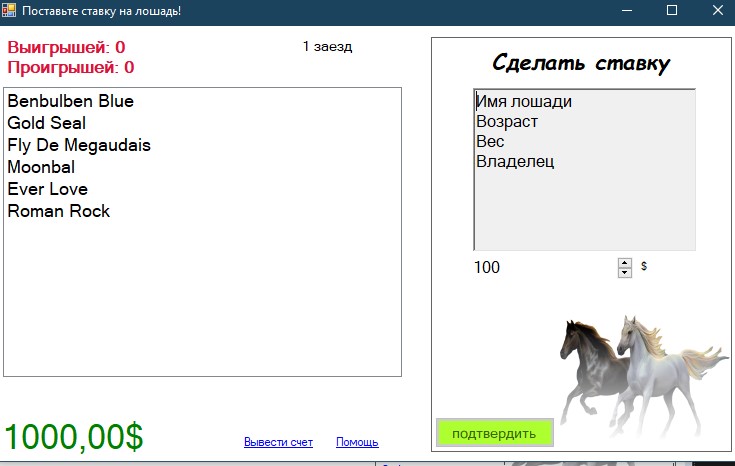 Поставьте ставку на лошадь!
Выигрышей: 0
Проигрышей: 0
1 заезд
Benbulben Blue
Gold Seal
Fly De Megaudais
Moonbal
Ever Love
Roman Rock
1000,00$
Вывести счет
Помощь
Сделать ставку
Имя лошади
Возраст
Вес
Владелец
100
$
подтвердить